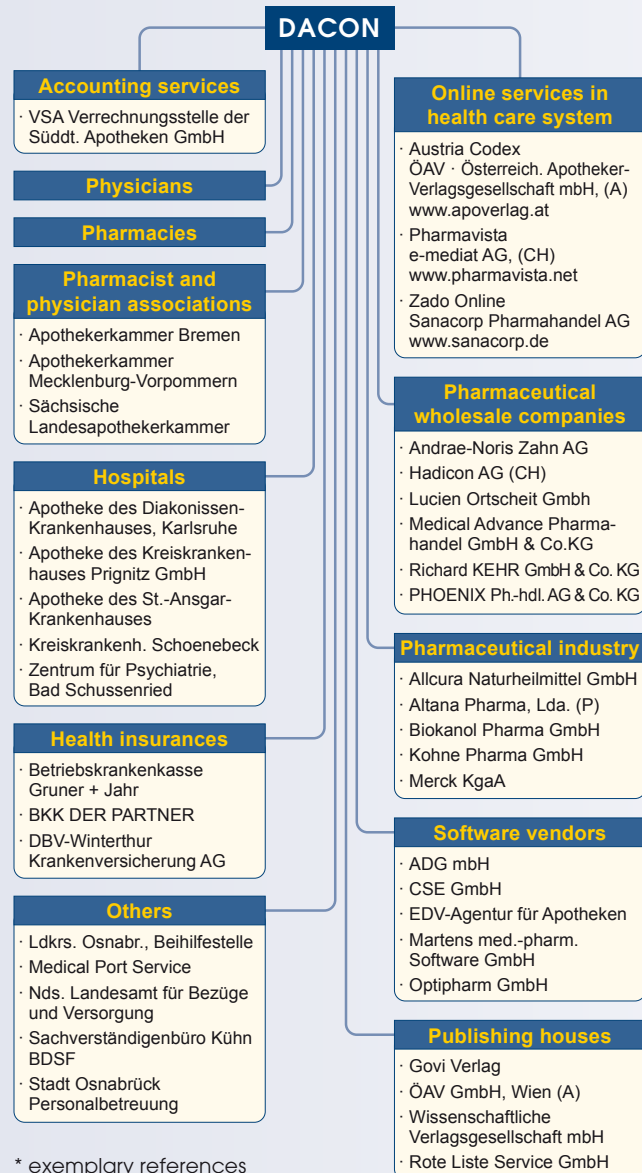 DACON
Accounting services
· VSA Verrechnungsstelle der
Süddt. Apotheken GmbH
Physicians
Pharmacies
Pharmacist and
physician associations
· Apothekerkammer Bremen
· Apothekerkammer
Mecklenburg-Vorpommern
· Sächsische
Landesapothekerkammer
Hospitals
· Apotheke des Diakonissen-
Krankenhauses, Karlsruhe
· Apotheke des Kreiskranken-
hauses Prignitz GmbH
· Apotheke des St.-Ansgar-
Krankenhauses
· Kreiskrankenh. Schoenebeck
· Zentrum für Psychiatrie,
Bad Schussenried
Health insurances
· Betriebskrankenkasse
Gruner + Jahr
· BKK DER PARTNER
· DBV-Winterthur
Krankenversicherung AG
Others
· Ldkrs. Osnabr., Beihilfestelle
· Medical Port Service
· Nds. Landesamt für Bezüge
und Versorgung
· Sachverständigenbüro Kühn
BDSF
· Stadt Osnabrück
Personalbetreuung
* exemplary references
Online services in
health care system
· Austria Codex
ÖAV · Österreich. Apotheker-
Verlagsgesellschaft mbH, (A)
www.apoverlag.at
· Pharmavista
e-mediat AG, (CH)
www.pharmavista.net
· Zado Online
Sanacorp Pharmahandel AG
www.sanacorp.de
Pharmaceutical
wholesale companies
· Andrae-Noris Zahn AG
· Hadicon AG (CH)
· Lucien Ortscheit Gmbh
· Medical Advance Pharma-
handel GmbH & Co.KG
· Richard KEHR GmbH & Co. KG
· PHOENIX Ph.-hdl. AG & Co. KG
Pharmaceutical industry
· Allcura Naturheilmittel GmbH
· Altana Pharma, Lda. (P)
· Biokanol Pharma GmbH
· Kohne Pharma GmbH
· Merck KgaA
Software vendors
· ADG mbH
· CSE GmbH
· EDV-Agentur für Apotheken
· Martens med.-pharm.
Software GmbH
· Optipharm GmbH
Publishing houses
· Govi Verlag
· ÖAV GmbH, Wien (A)
· Wissenschaftliche
Verlagsgesellschaft mbH
· Rote Liste Service GmbH